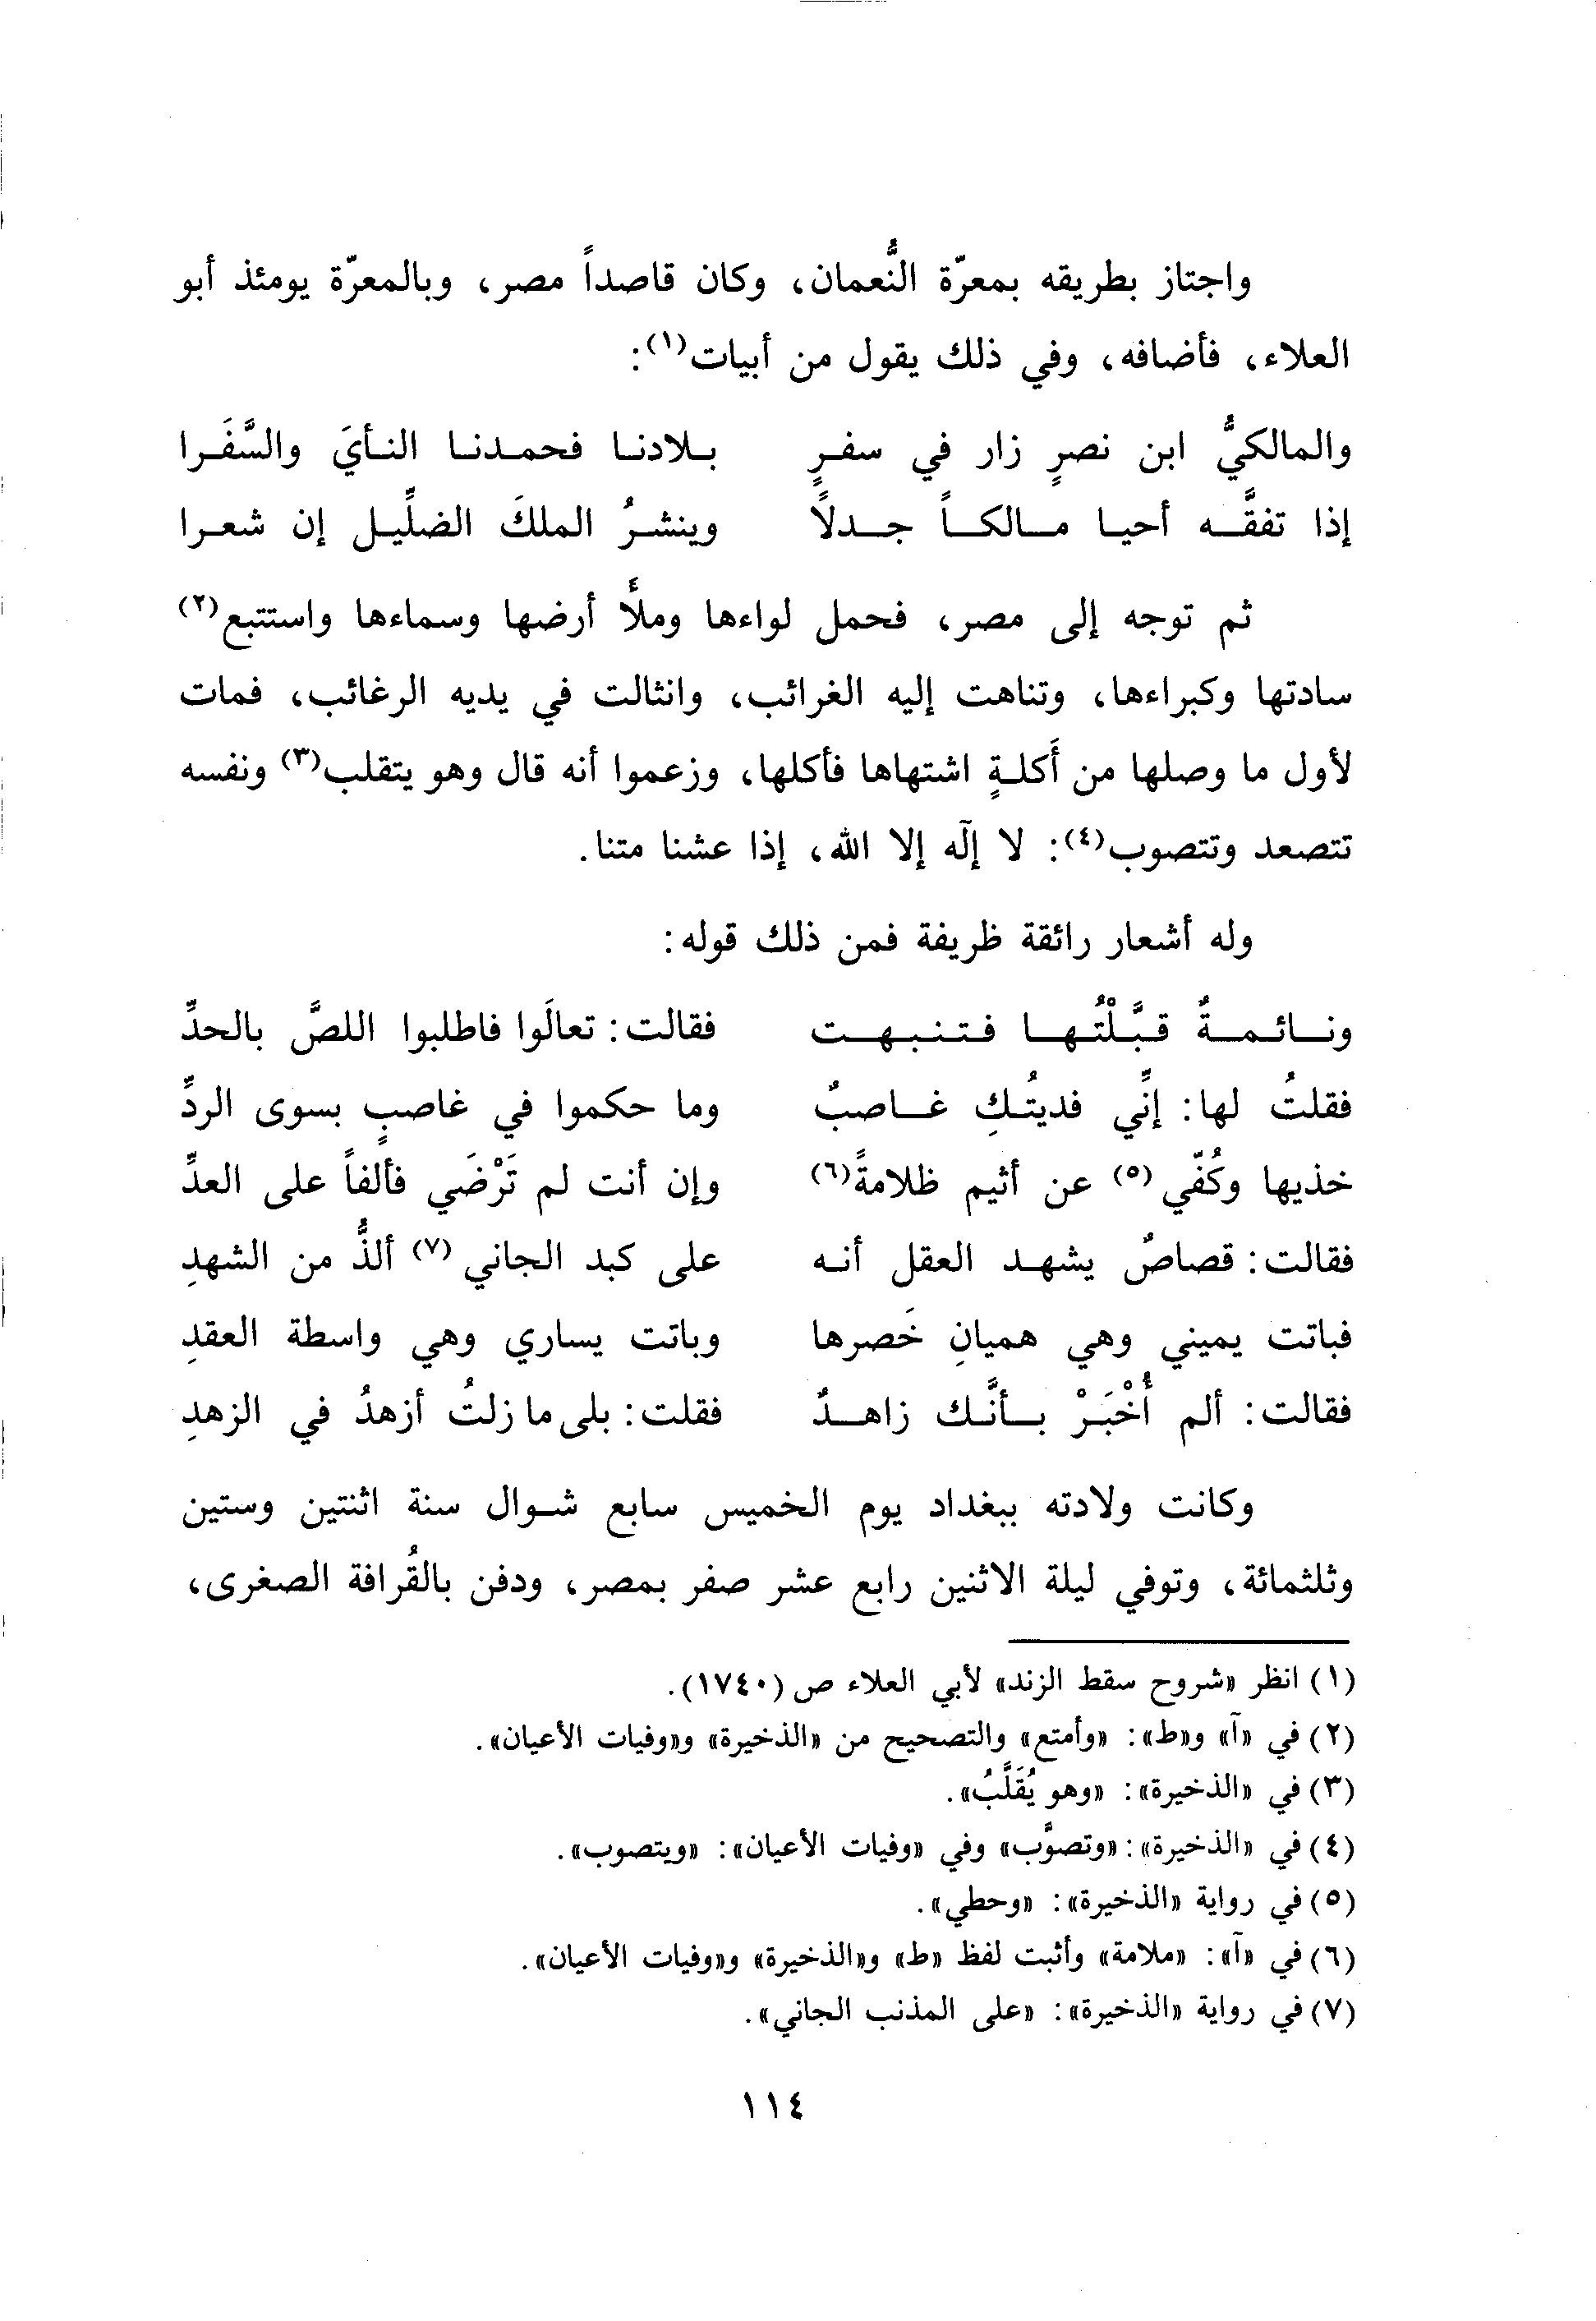 واجتاز بطريقه بمعرّة النُّعمان، وكان قاصداً مصر، وبالمعرّة يومئذ أبو
العلاء، فأضافه، وفي ذلك يقول من أبيات(١):
والمالكيُّ ابن نصرٍ زار في سفرٍ بلادنا فحمدنا النأيَ والسَّفَرا
إذا تفقَّه أحيا مالكاً جدلاً وينشرُ الملكَ الضلِّيل إن شعرا
ثم توجه إلى مصر، فحمل لواءها وملأُ أرضها وسماءها واستتبع(٢)
سادتها وكبراءها، وتناهت إليه الغرائب، وانثالت في يديه الرغائب، فمات
لأول ما وصلها من أَكلةٍ اشتهاها فأكلها، وزعموا أنه قال وهو يتقلب(٣) ونفسه
تتصعد وتتصوب(٤): لا إلٓه إلا الله، إذا عشنا متنا.
وله أشعار رائقة ظريفة فمن ذلك قوله:
ونائمةٌ قبَّلْتُها فتنبهت فقالت: تعالَوا فاطلبوا اللصَّ بالحدِّ
فقلتُ لها: إنِّي فديتُكِ غاصبٌ وما حكموا في غاصبٍ بسوى الردِّ
خذيها وكُفّي(٥) عن أثيم ظلامةً(٦) وإن أنت لم تَرْضَي فألفاً على العدِّ
فقالت: قصاصٌ يشهد العقل أنه على كبد الجاني(٧) ألذُّ من الشهدِ
فباتت يميني وهي هميانِ خَصرها وباتت يساري وهي واسطة العقدِ
فقالت: ألم أُخْبَرْ بأنَّك زاهدٌ فقلت: بلى ما زلتُ أزهدُ في الزهدِ
وكانت ولادته ببغداد يوم الخميس سابع شوال سنة اثنتين وستين
وثلثمائة، وتوفي ليلة الاثنين رابع عشر صفر بمصر، ودفن بالقُرافة الصغرى،
(١) انظر «شروح سقط الزند» لأبي العلاء ص (١٧٤٠).
(٢) في «آ» و«ط»: «وأمتع» والتصحيح من «الذخيرة» و«وفيات الأعيان».
(٣) في «الذخيرة»: «وهو يُقَلَّبُ».
(٤) في «الذخيرة»: «وتصوَّب» وفي «وفيات الأعيان»: «ويتصوب».
(٥) في رواية «الذخيرة»: «وحطي».
(٦) في «آ»: «ملامة» وأثبت لفظ «ط» و«الذخيرة» و«وفيات الأعيان».
(٧) في رواية «الذخيرة»: «على المذنب الجاني».
١١٤